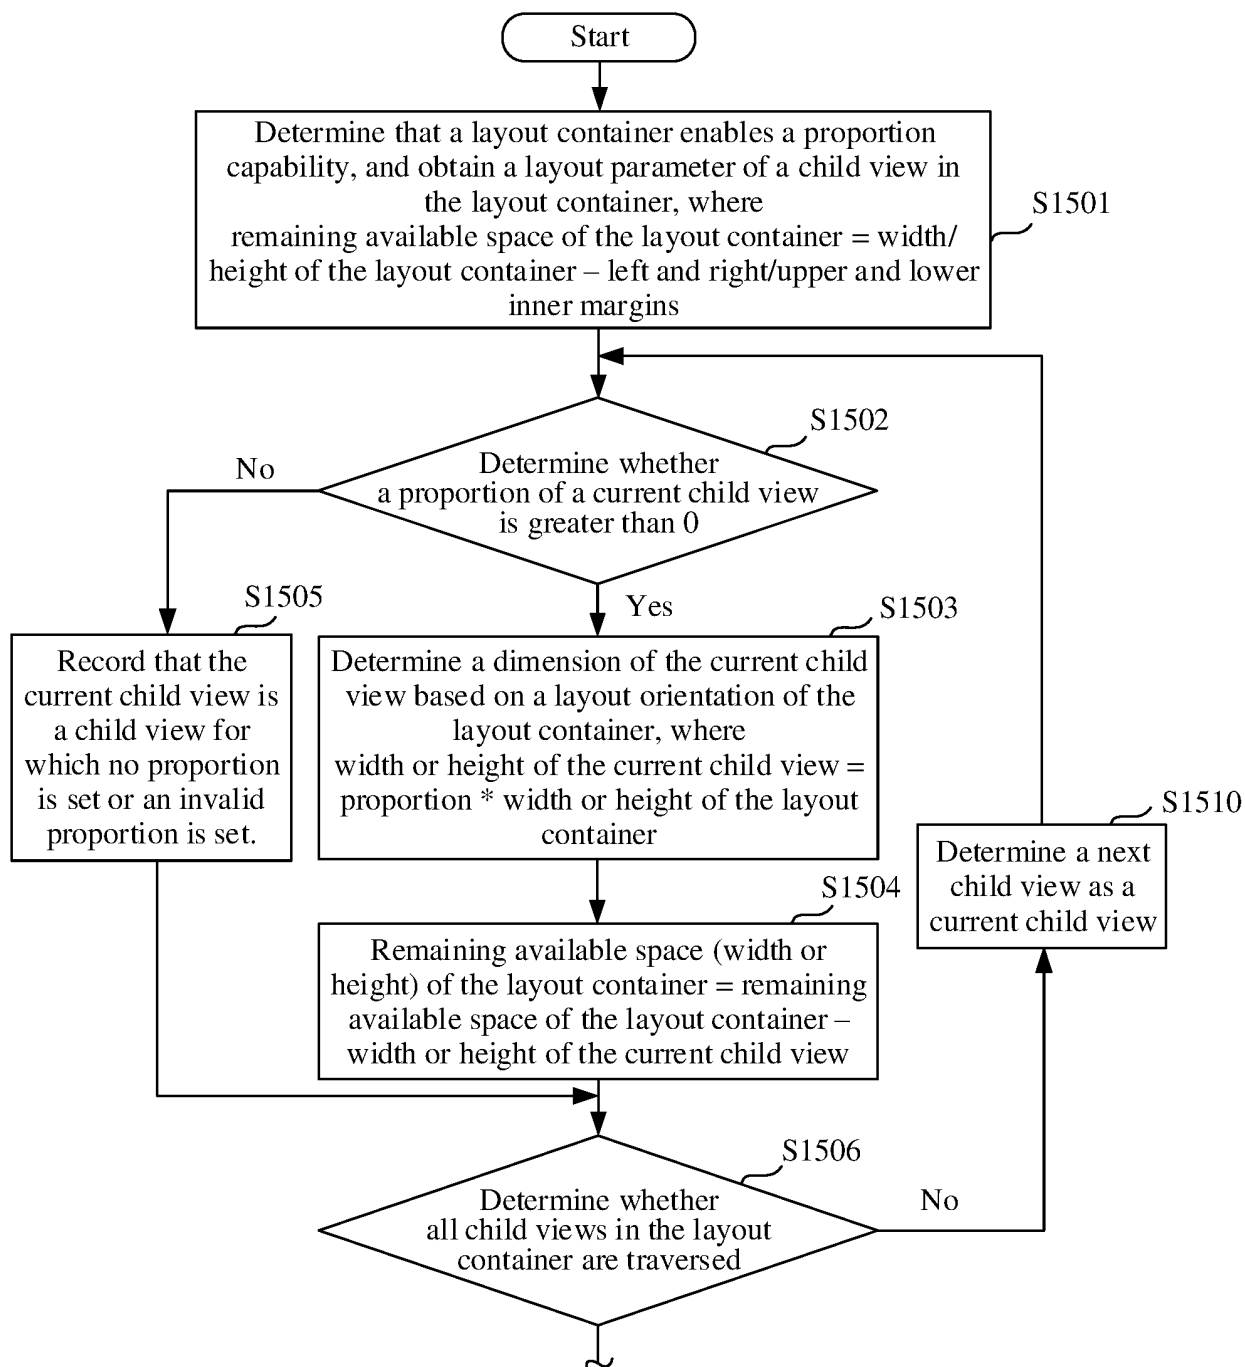 Start
Determine that a layout container enables a proportion
capability, and obtain a layout parameter of a child view in
the layout container, where
remaining available space of the layout container = width/
height of the layout container – left and right/upper and lower
inner margins
S1501
S1502
Determine whether
a proportion of a current child view
is greater than 0
No
Yes
S1505
Record that the
current child view is
a child view for
which no proportion
is set or an invalid
proportion is set.
S1503
Determine a dimension of the current child
view based on a layout orientation of the
layout container, where
width or height of the current child view =
proportion * width or height of the layout
container
S1510
Determine a next
child view as a
current child view
S1504
Remaining available space (width or
height) of the layout container = remaining
available space of the layout container –
width or height of the current child view
S1506
Determine whether
all child views in the layout
container are traversed
No